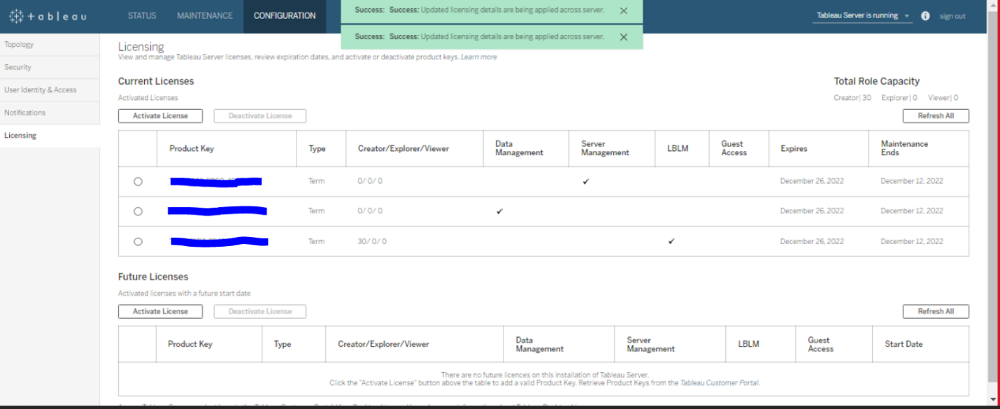 tableau
STATUS
MAINTENANCE
CONFIGURATION
Success: Success: Updated licensing details are being applied across server.
Success: Success: Updated licensing details are being applied across server.
Tableau Server is running
sign out
Topology
Security
User Identity & Access
Notifications
Licensing
Licensing
View and manage Tableau Server licenses, review expiration dates, and activate or deactivate product keys. Learn more
Current Licenses
Activated Licenses
Total Role Capacity
Creator| 30 Explorer| 0 Viewer| 0
Activate License
Deactivate License
Refresh All
Product Key
Type
Creator/Explorer/Viewer
Data
Management
Server
Management
LBLM
Guest
Access
Expires
Maintenance
Ends
Term 0/ 0/ 0 ✓ December 26, 2022 December 12, 2022
Term 0/ 0/ 0 ✓ December 26, 2022 December 12, 2022
Term 30/ 0/ 0 ✓ December 26, 2022 December 12, 2022
Future Licenses
Activated licenses with a future start date
Activate License
Deactivate License
Refresh All
Product Key
Type
Creator/Explorer/Viewer
Data
Management
Server
Management
LBLM
Guest
Access
Start Date
There are no future licences on this installation of Tableau Server.
Click the "Activate License" button above the table to add a valid Product Key. Retrieve Product Keys from the Tableau Customer Portal.